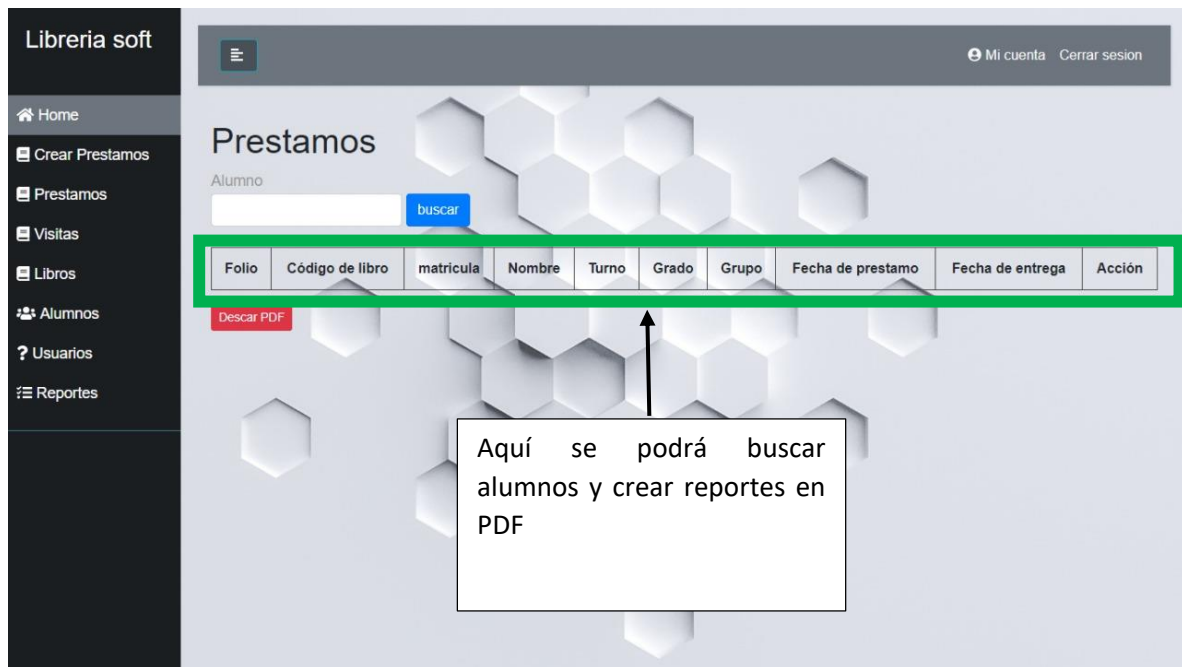 Libreria soft
Mi cuenta Cerrar sesion
Home
Crear Prestamos
Prestamos
Visitas
Libros
Alumnos
? Usuarios
Reportes
Prestamos
Alumno
buscar
Folio Código de libro matricula Nombre Turno Grado Grupo Fecha de prestamo Fecha de entrega Acción
Descar PDF
Aquí se podrá buscar
alumnos y crear reportes en
PDF